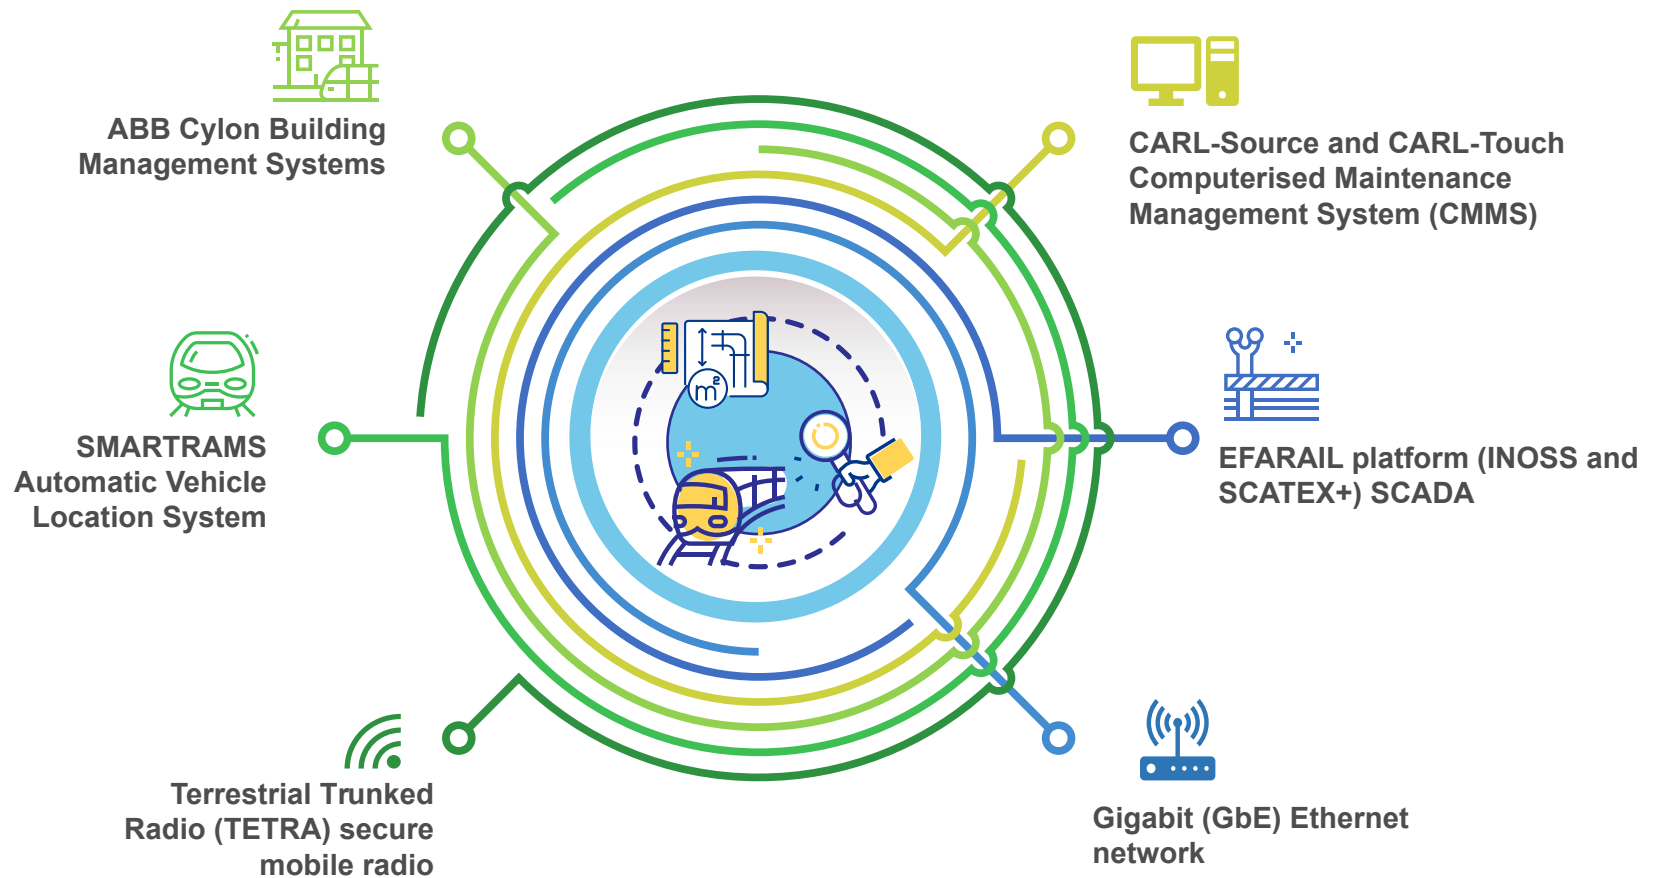 ABB Cylon Building
Management Systems
CARL-Source and CARL-Touch
Computerised Maintenance
Management System (CMMS)
m²
SMARTRAMS
Automatic Vehicle
Location System
EFARAIL platform (INOSS and
SCATEX+) SCADA
Terrestrial Trunked
Radio (TETRA) secure
mobile radio
Gigabit (GbE) Ethernet
network